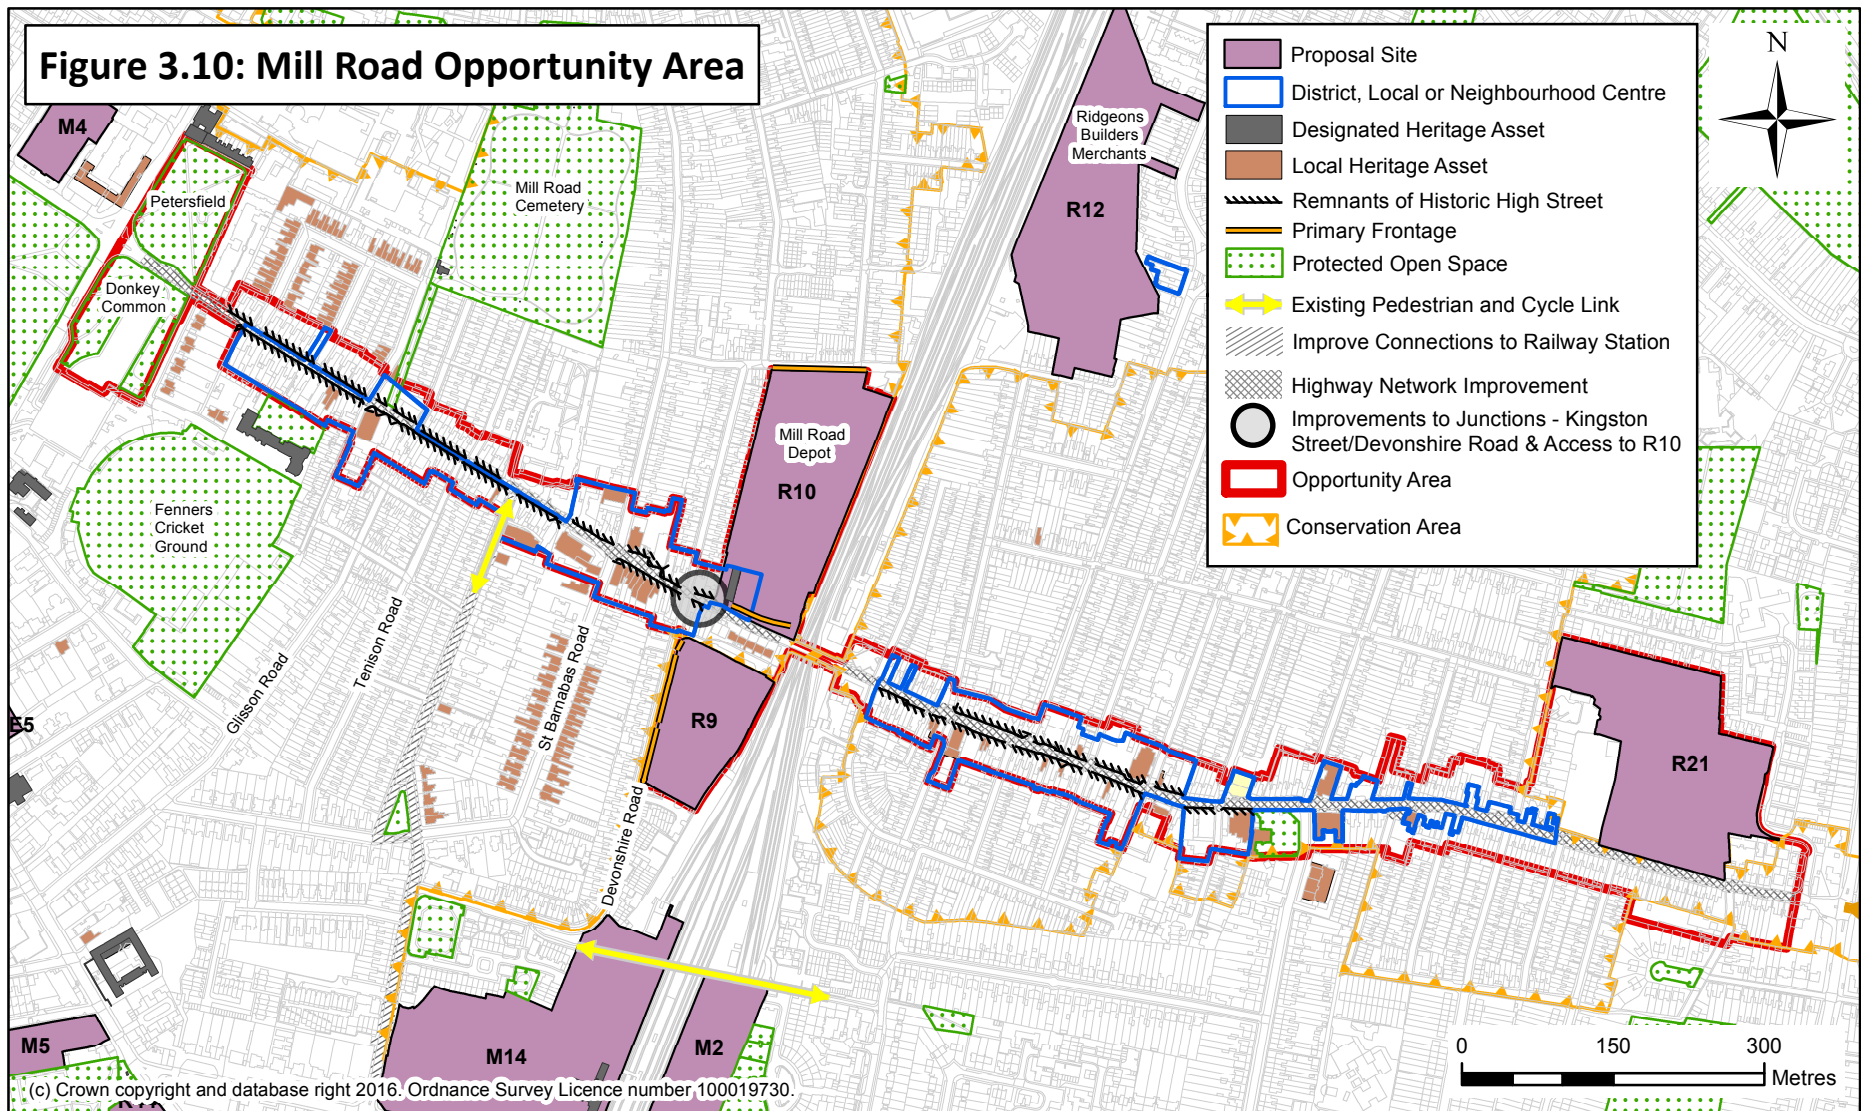 Figure 3.10: Mill Road Opportunity Area
Proposal Site
District, Local or Neighbourhood Centre
Designated Heritage Asset
Local Heritage Asset
Remnants of Historic High Street
Primary Frontage
Protected Open Space
Existing Pedestrian and Cycle Link
Improve Connections to Railway Station
Highway Network Improvement
Improvements to Junctions - Kingston
Street/Devonshire Road & Access to R10
Opportunity Area
Conservation Area
N
M4
Petersfield
Donkey
Common
Mill Road
Cemetery
Ridgeons
Builders
Merchants
R12
Fenners
Cricket
Ground
Mill Road
Depot
R10
Glisson Road
Tenison Road
St Barnabas Road
Devonshire Road
R9
R21
E5
M5
M14
M2
0 150 300
Metres
(c) Crown copyright and database right 2016. Ordnance Survey Licence number 100019730.